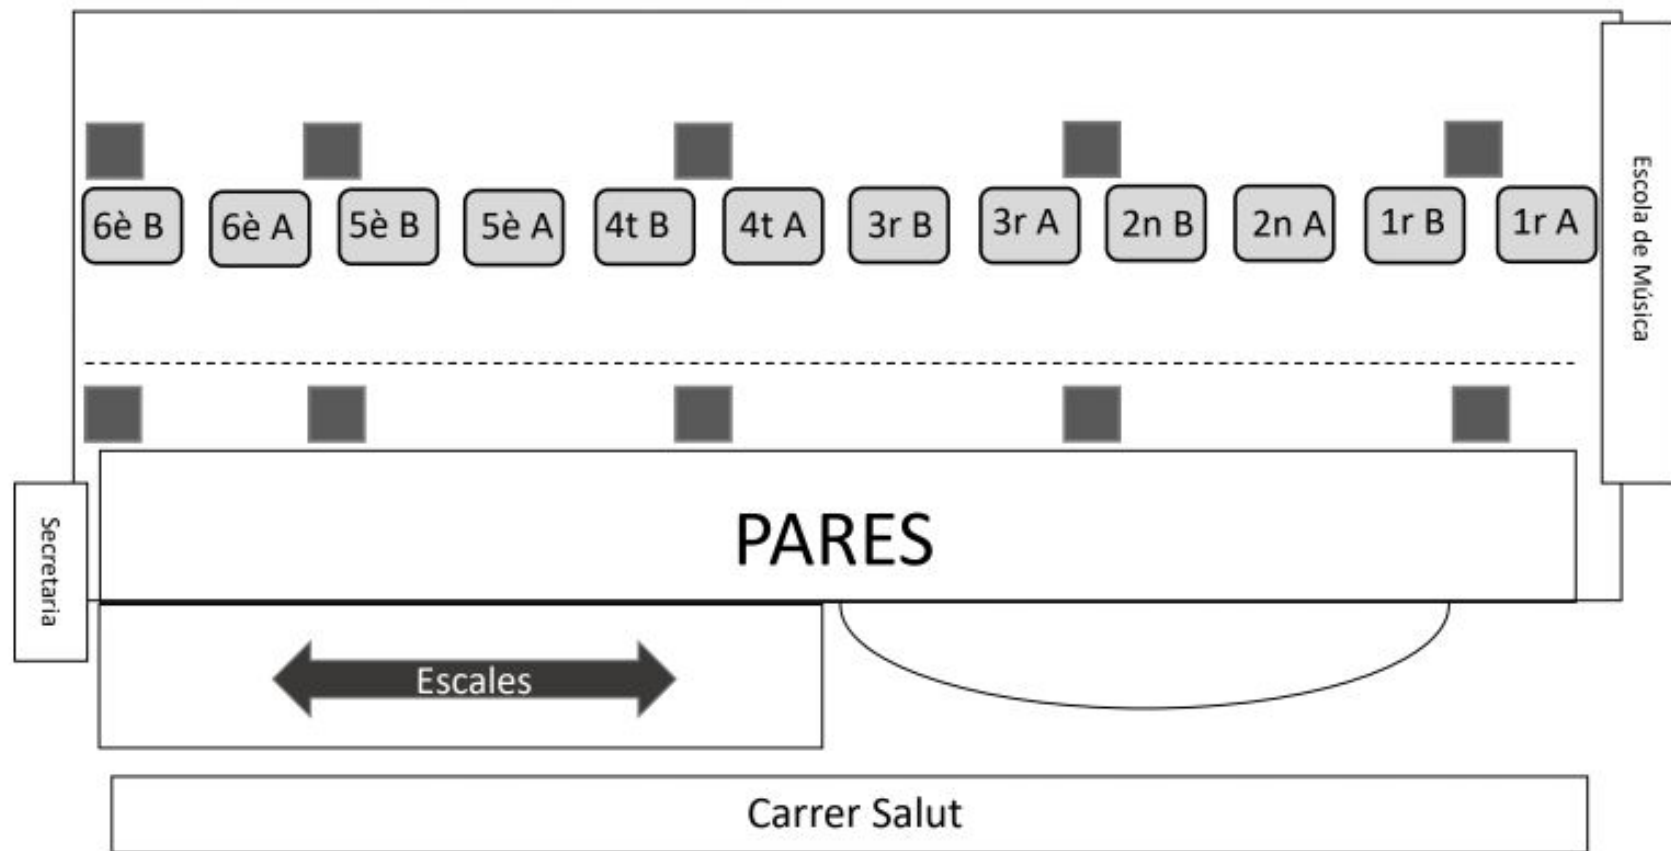 6è B 6è A 5è B 5è A 4t B 4t A 3r B 3r A 2n B 2n A 1r B 1r A
Escola de Música
PARES
Secretaria
Escales
Carrer Salut